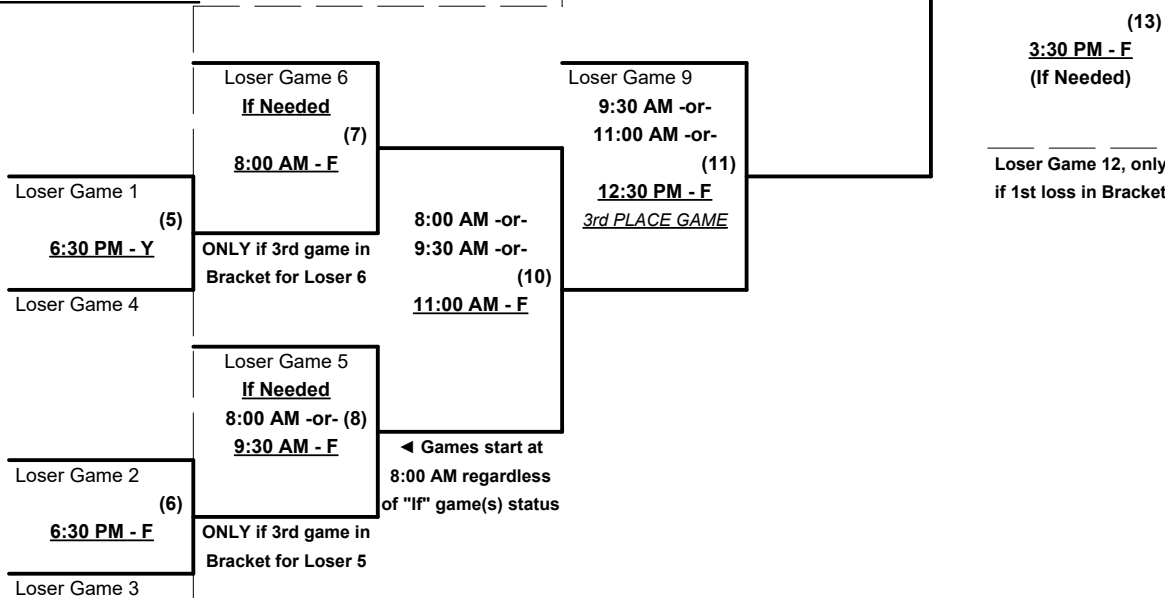 (13)
3:30 PM - F
(If Needed)
Loser Game 12, only
if 1st loss in Bracket
Loser Game 6
If Needed
(7)
8:00 AM - F
ONLY if 3rd game in
Bracket for Loser 6
Loser Game 9
9:30 AM -or-
11:00 AM -or-
(11)
12:30 PM - F
3rd PLACE GAME
Loser Game 1
(5)
6:30 PM - Y
Loser Game 4
8:00 AM -or-
9:30 AM -or-
(10)
11:00 AM - F
Loser Game 5
If Needed
8:00 AM -or- (8)
9:30 AM - F
◄ Games start at
8:00 AM regardless
of "If" game(s) status
Loser Game 2
(6)
6:30 PM - F
ONLY if 3rd game in
Bracket for Loser 5
Loser Game 3